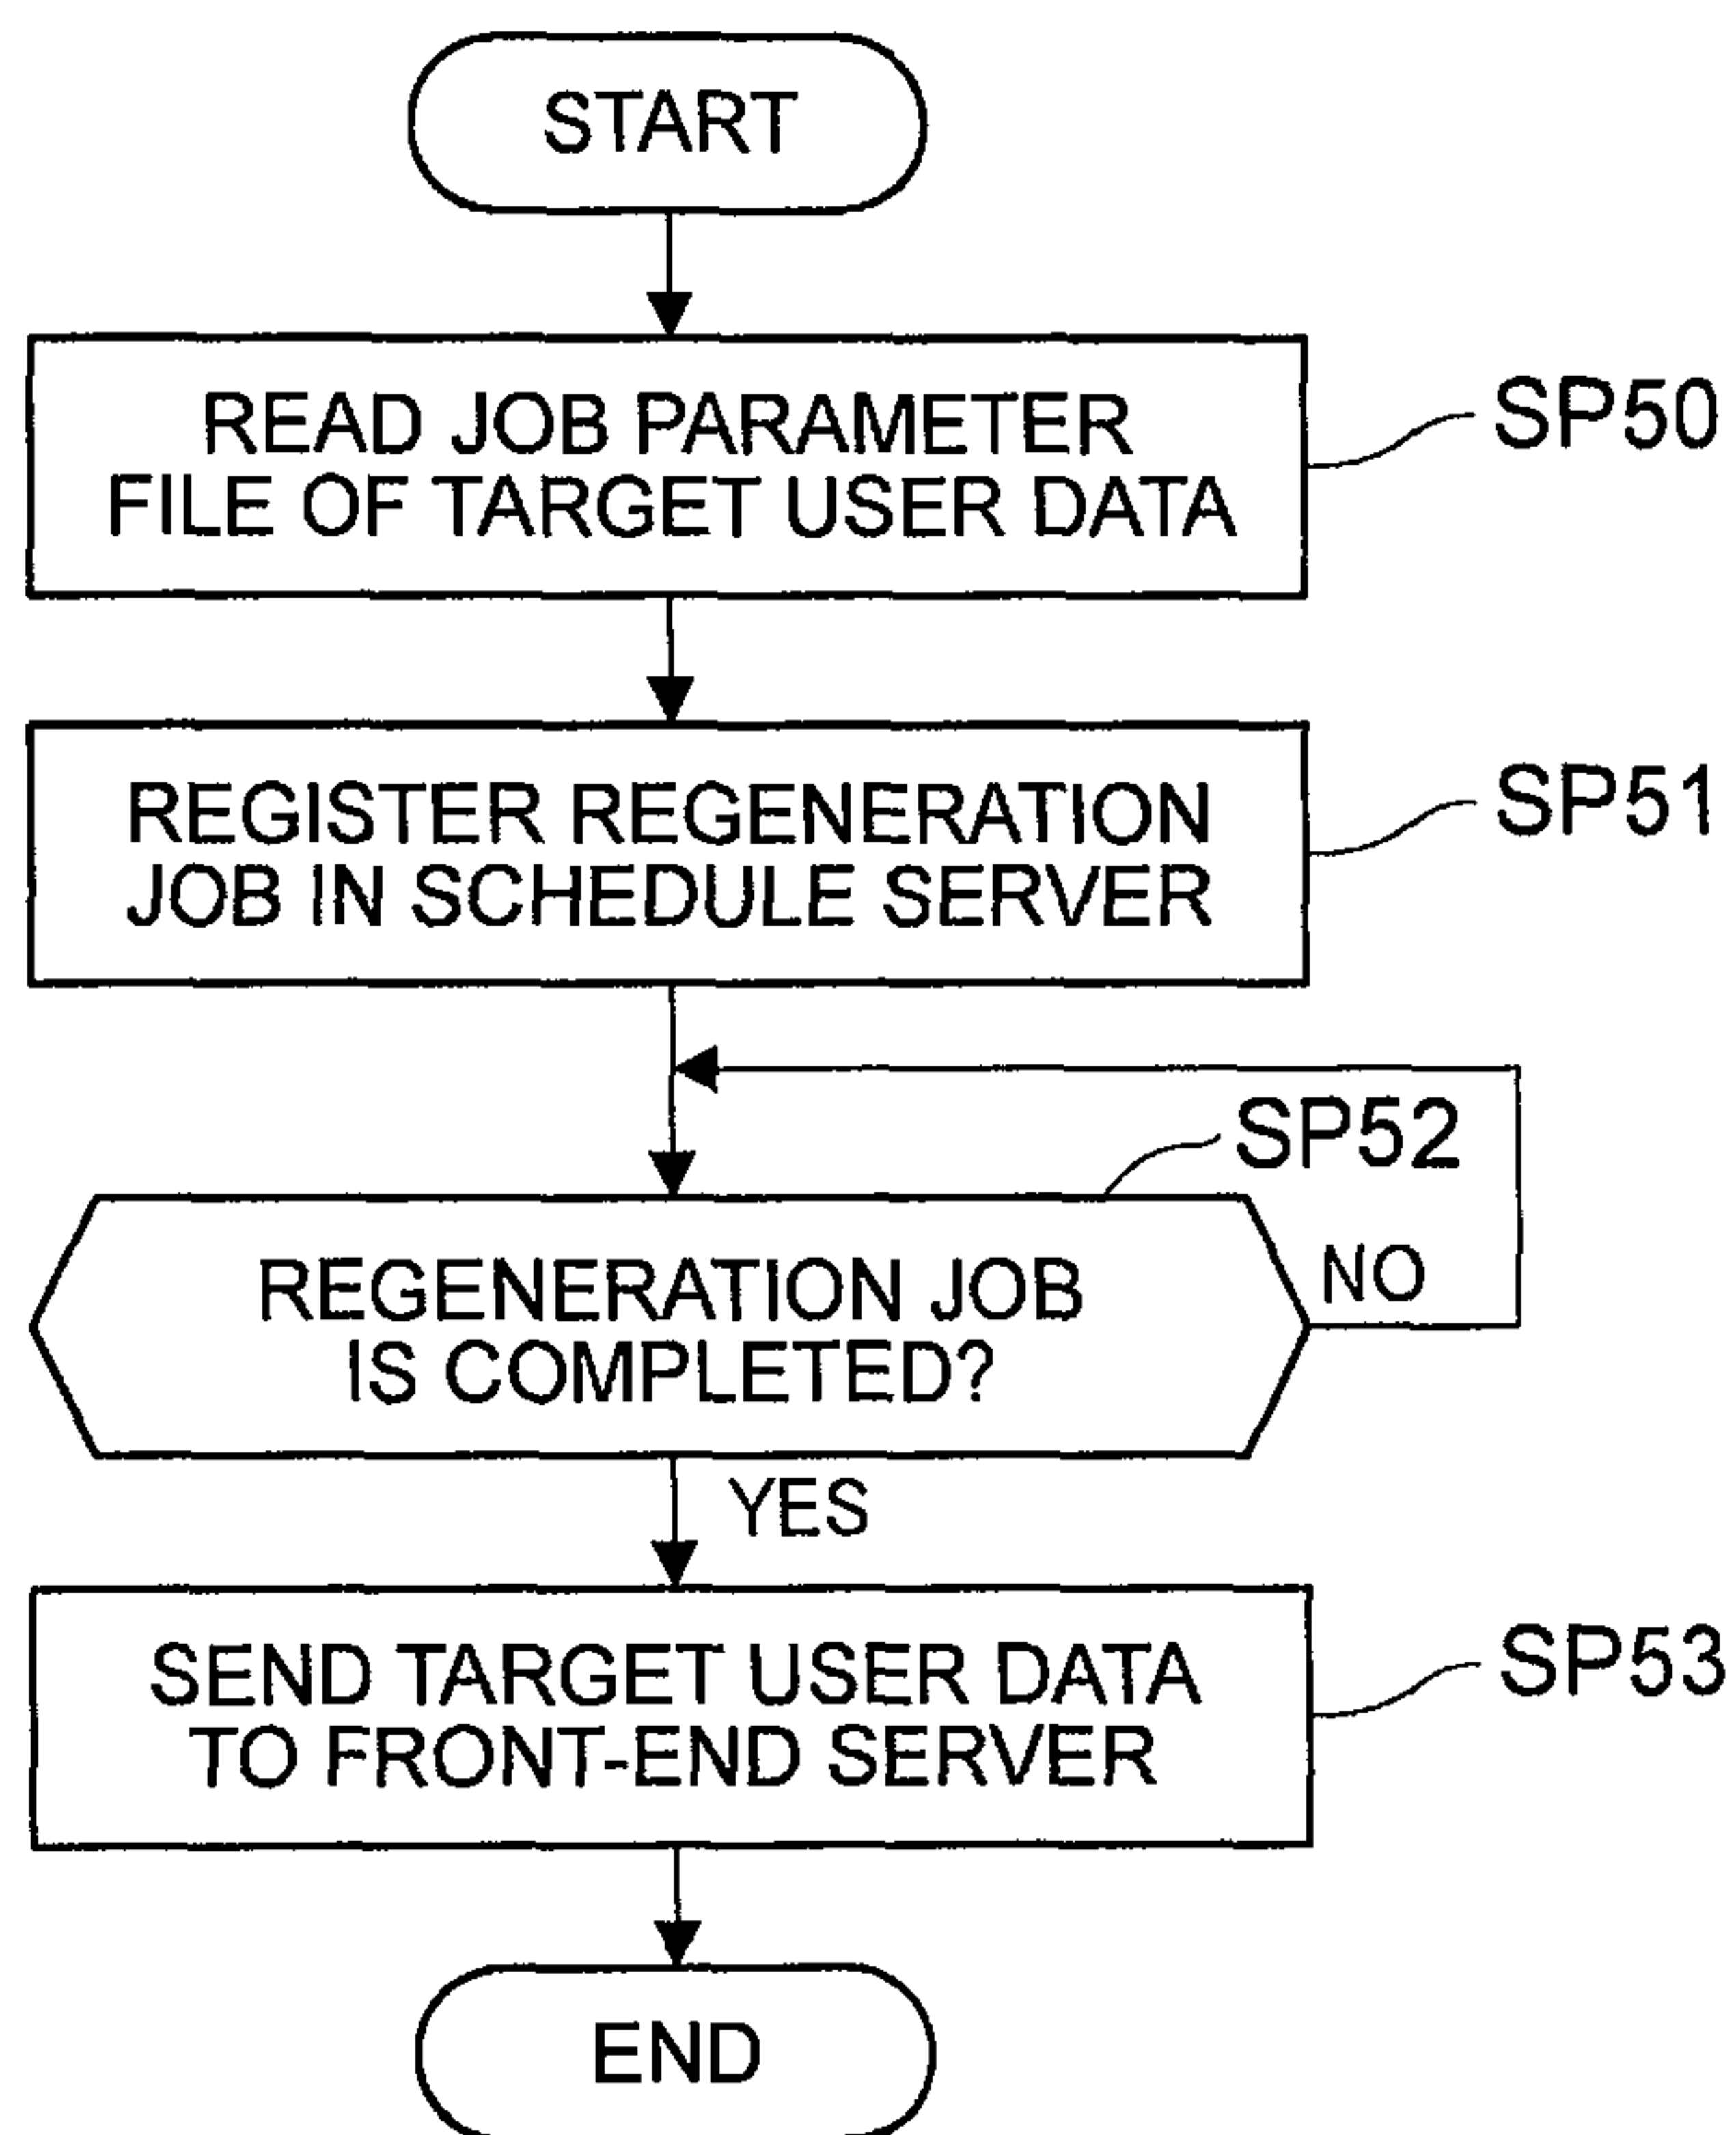 START
READ JOB PARAMETER
FILE OF TARGET USER DATA
SP50
REGISTER REGENERATION
JOB IN SCHEDULE SERVER
SP51
SP52
REGENERATION JOB
IS COMPLETED?
NO
YES
SEND TARGET USER DATA
TO FRONT-END SERVER
SP53
END